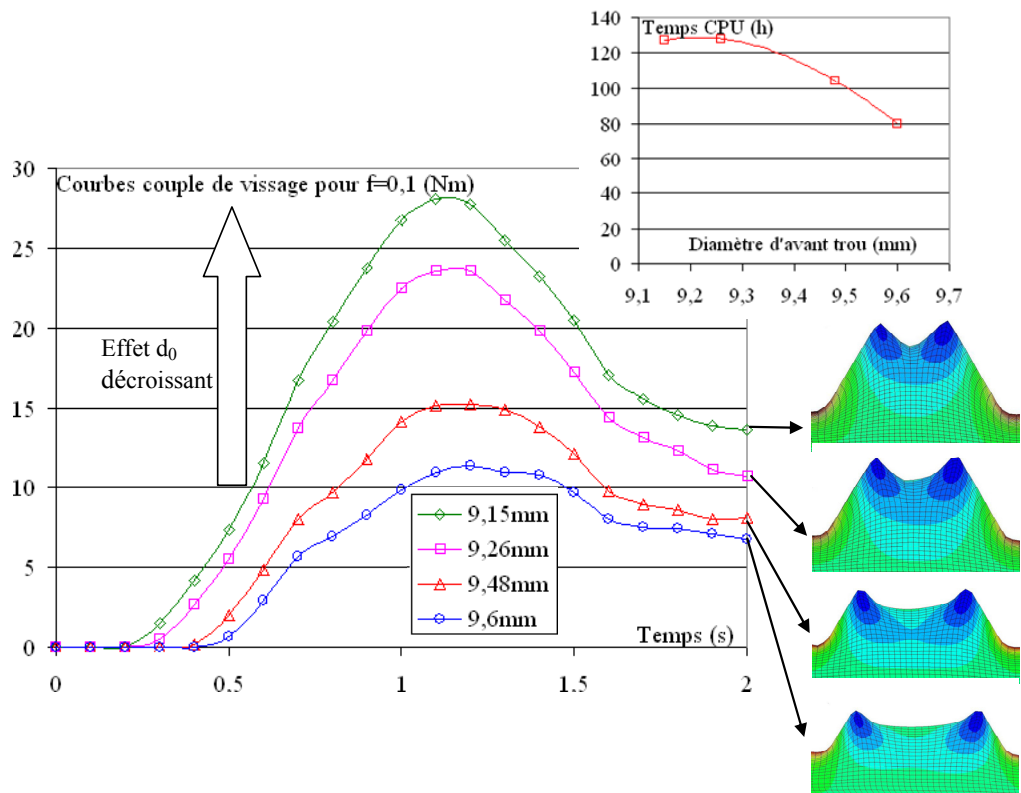 140
120
100
80
60
40
20
0
Temps CPU (h)
Diamètre d'avant trou (mm)
9,1 9,2 9,3 9,4 9,5 9,6 9,7
30
25
20
15
10
5
0
Courbes couple de vissage pour f=0,1 (Nm)
Effet d₀
décroissant
9,15mm
9,26mm
9,48mm
9,6mm
Temps (s)
0 0.5 1 1.5 2